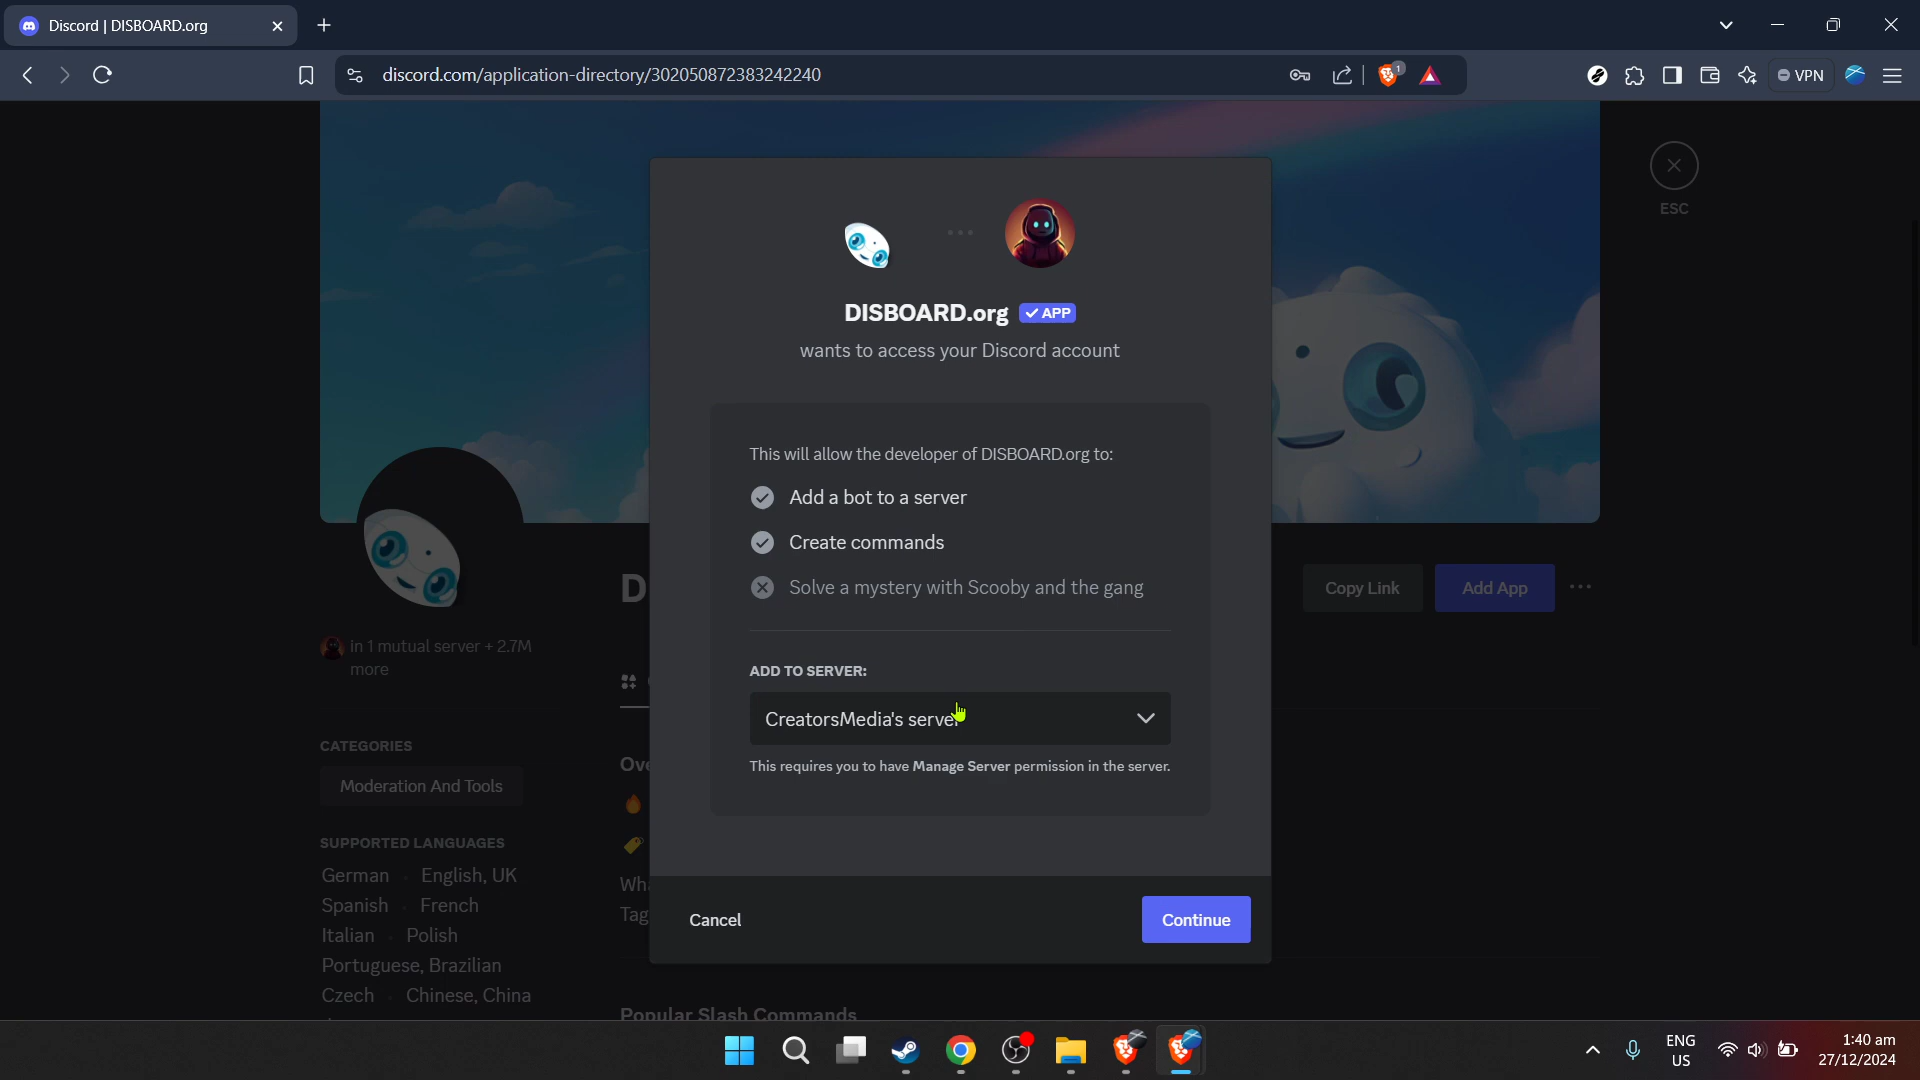 Discord | DISBOARD.org
discord.com/application-directory/302050872383242240
1
VPN
ESC
DISBOARD.org
APP
wants to access your Discord account
This will allow the developer of DISBOARD.org to:
Add a bot to a server
Create commands
Solve a mystery with Scooby and the gang
ADD TO SERVER:
CreatorsMedia's server
This requires you to have Manage Server permission in the server.
Cancel
Continue
D
Copy Link
Add App
in 1 mutual server + 2.7M
more
CATEGORIES
Moderation And Tools
SUPPORTED LANGUAGES
German
English, UK
Spanish
French
Italian
Polish
Portuguese, Brazilian
Czech
Chinese, China
Popular Slash Commands
ENG
US
1:40 am
27/12/2024